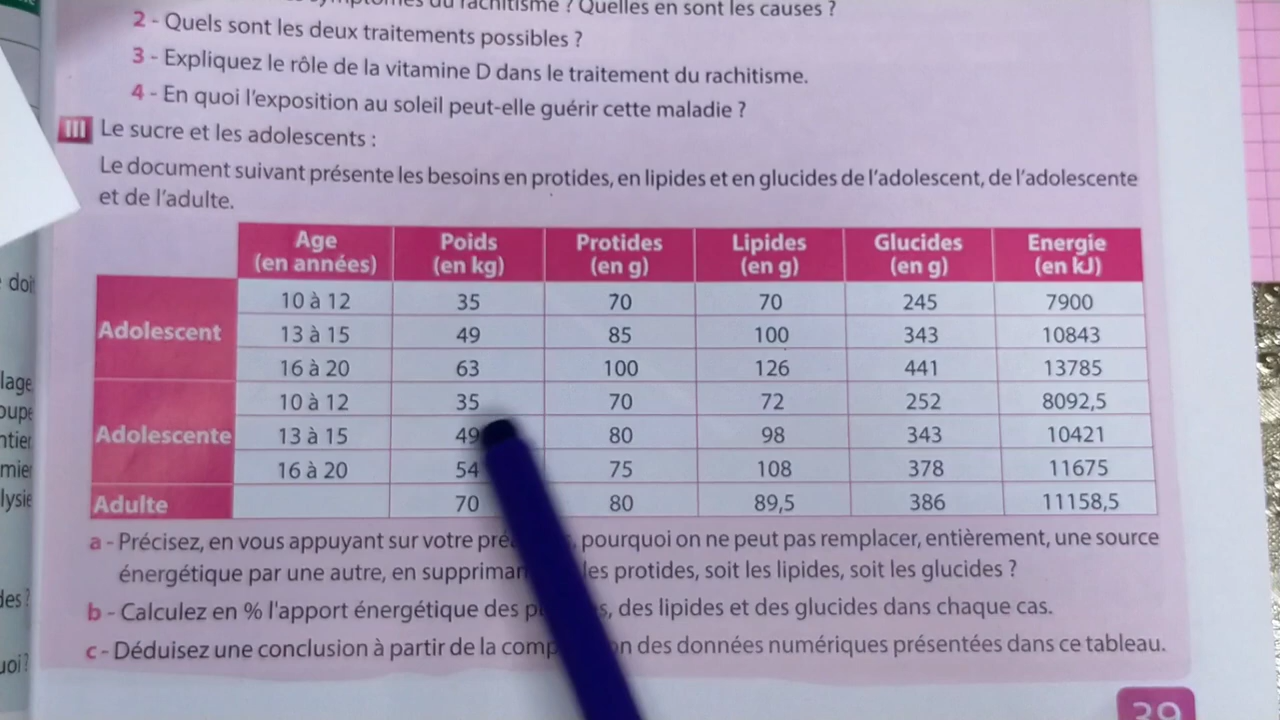 du rachitisme ? Quelles en sont les causes ?
2 - Quels sont les deux traitements possibles ?
3 - Expliquez le rôle de la vitamine D dans le traitement du rachitisme.
4 - En quoi l'exposition au soleil peut-elle guérir cette maladie ?
III Le sucre et les adolescents :
Le document suivant présente les besoins en protides, en lipides et en glucides de l'adolescent, de l'adolescente
et de l'adulte.
Age (en années) Poids (en kg) Protides (en g) Lipides (en g) Glucides (en g) Energie (en kJ)
Adolescent 10 à 12 35 70 70 245 7900
13 à 15 49 85 100 343 10843
16 à 20 63 100 126 441 13785
Adolescente 10 à 12 35 70 72 252 8092,5
13 à 15 49 80 98 343 10421
16 à 20 54 75 108 378 11675
Adulte 70 80 89,5 386 11158,5
a - Précisez, en vous appuyant sur votre pourquoi on ne peut pas remplacer, entièrement, une source
énergétique par une autre, en les protides, soit les lipides, soit les glucides ?
b - Calculez en % l'apport énergétique des des lipides et des glucides dans chaque cas.
c - Déduisez une conclusion à partir de la des données numériques présentées dans ce tableau.
39